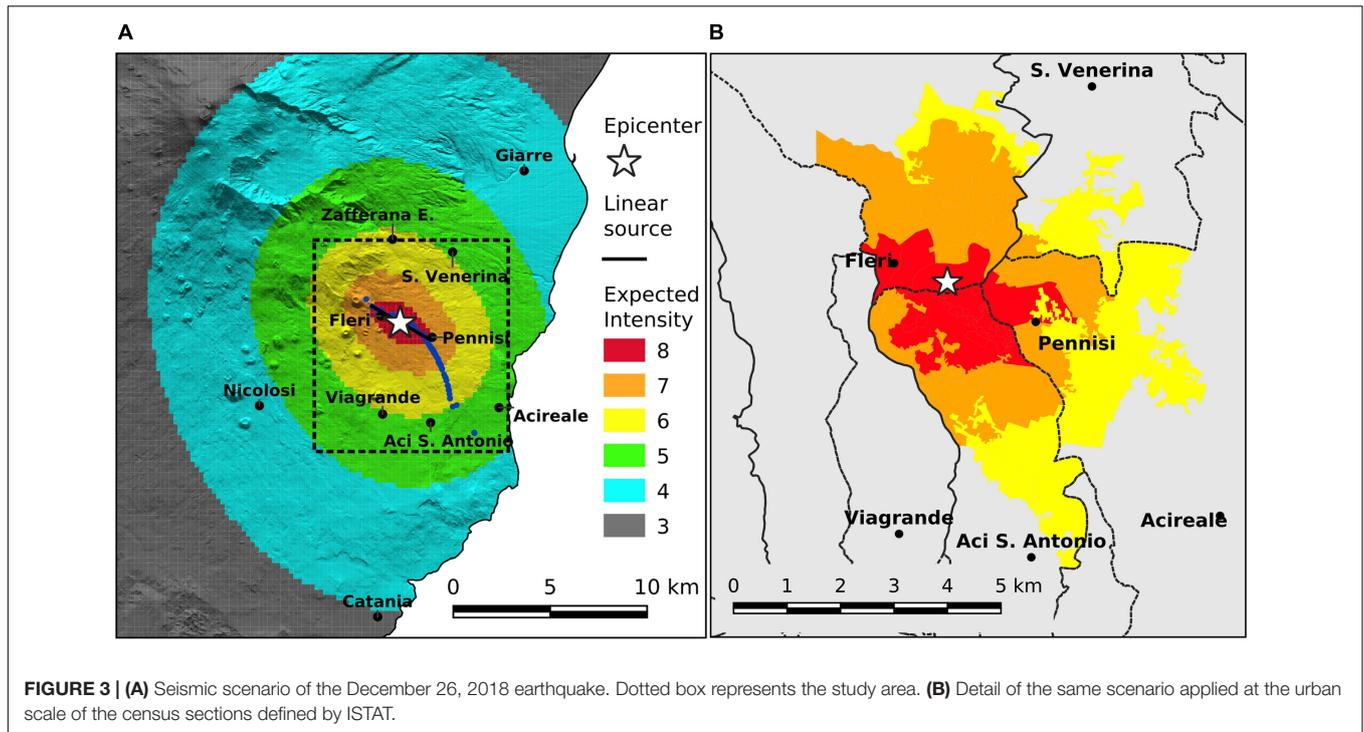 A
B
Giarre
Zafferana E.
S. Venerina
Fleri
Pennisi
Nicolosi
Viagrande
Acireale
Aci S. Antonio
Catania
0 5 10 km
Epicenter
Linear
source
Expected
Intensity
8
7
6
5
4
3
S. Venerina
Fleri
Pennisi
Viagrande
Acireale
Aci S. Antonio
0 1 2 3 4 5 km
FIGURE 3 | (A) Seismic scenario of the December 26, 2018 earthquake. Dotted box represents the study area. (B) Detail of the same scenario applied at the urban
scale of the census sections defined by ISTAT.